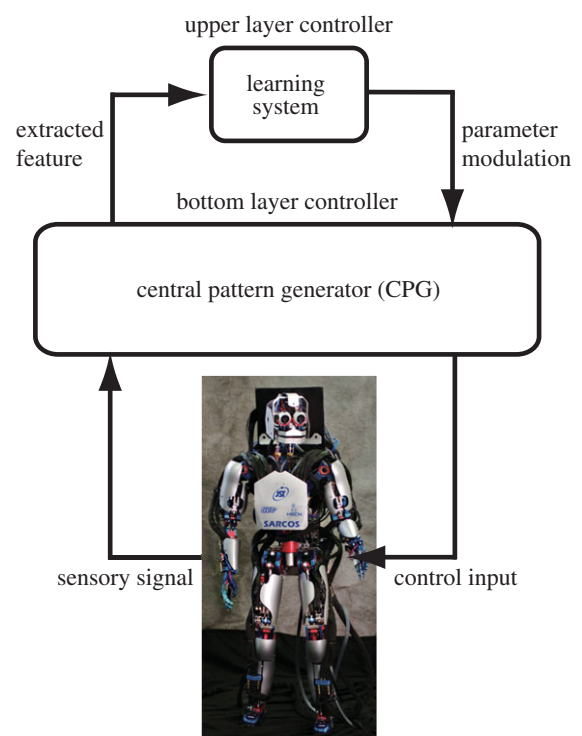 upper layer controller
learning
system
extracted
feature
parameter
modulation
bottom layer controller
central pattern generator (CPG)
SARCOS
sensory signal
control input